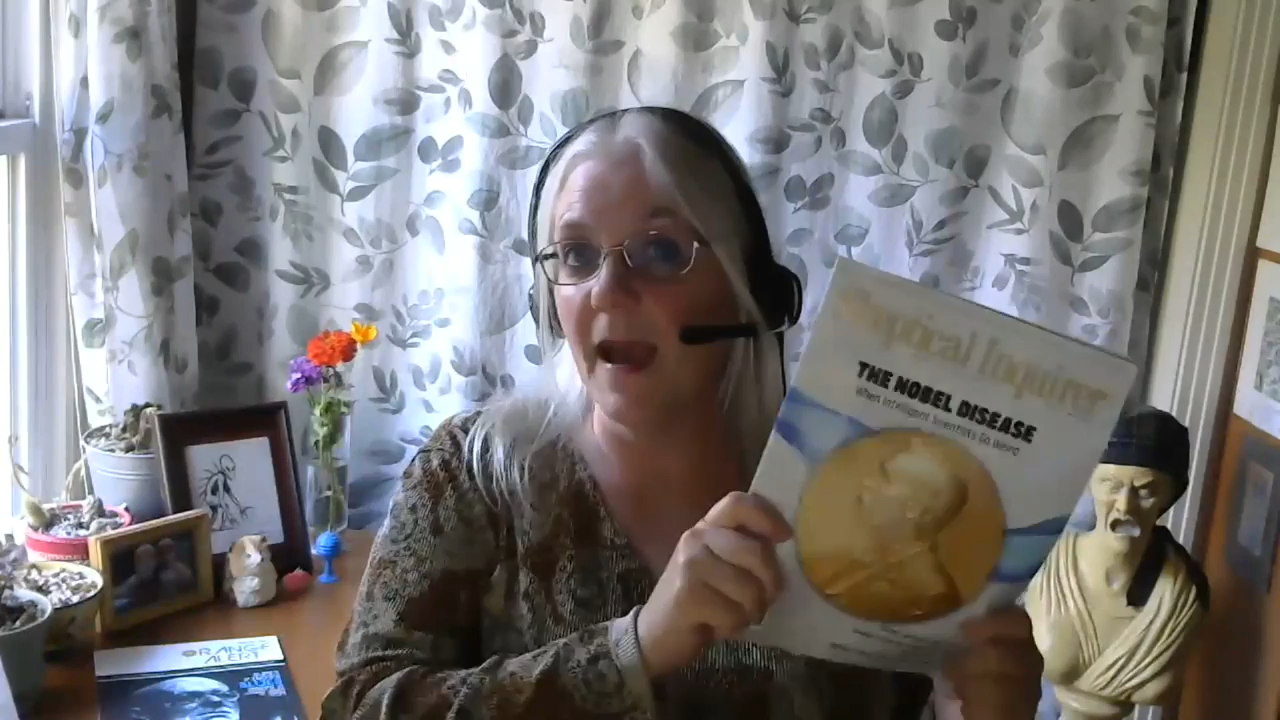 Skeptical Inquirer
THE NOBEL DISEASE
When Intelligent Scientists Go Weird
ORANGE
ALERT